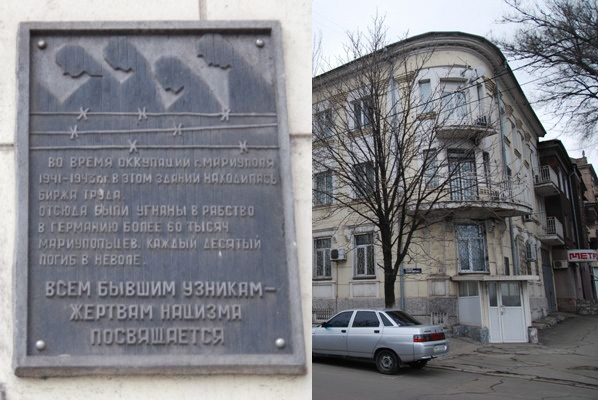 ВО ВРЕМЯ ОККУПАЦИИ г. МАРИУПОЛЯ
1941-1943гг. В ЭТОМ ЗДАНИИ НАХОДИЛАСЬ
БИРЖА ТРУДА.
ОТСЮДА БЫЛИ УГНАНЫ В РАБСТВО
В ГЕРМАНИЮ БОЛЕЕ 60 ТЫСЯЧ
МАРИУПОЛЬЦЕВ. КАЖДЫЙ ДЕСЯТЫЙ
ПОГИБ В НЕВОЛЕ.
ВСЕМ БЫВШИМ УЗНИКАМ–
ЖЕРТВАМ НАЦИЗМА
ПОСВЯЩАЕТСЯ